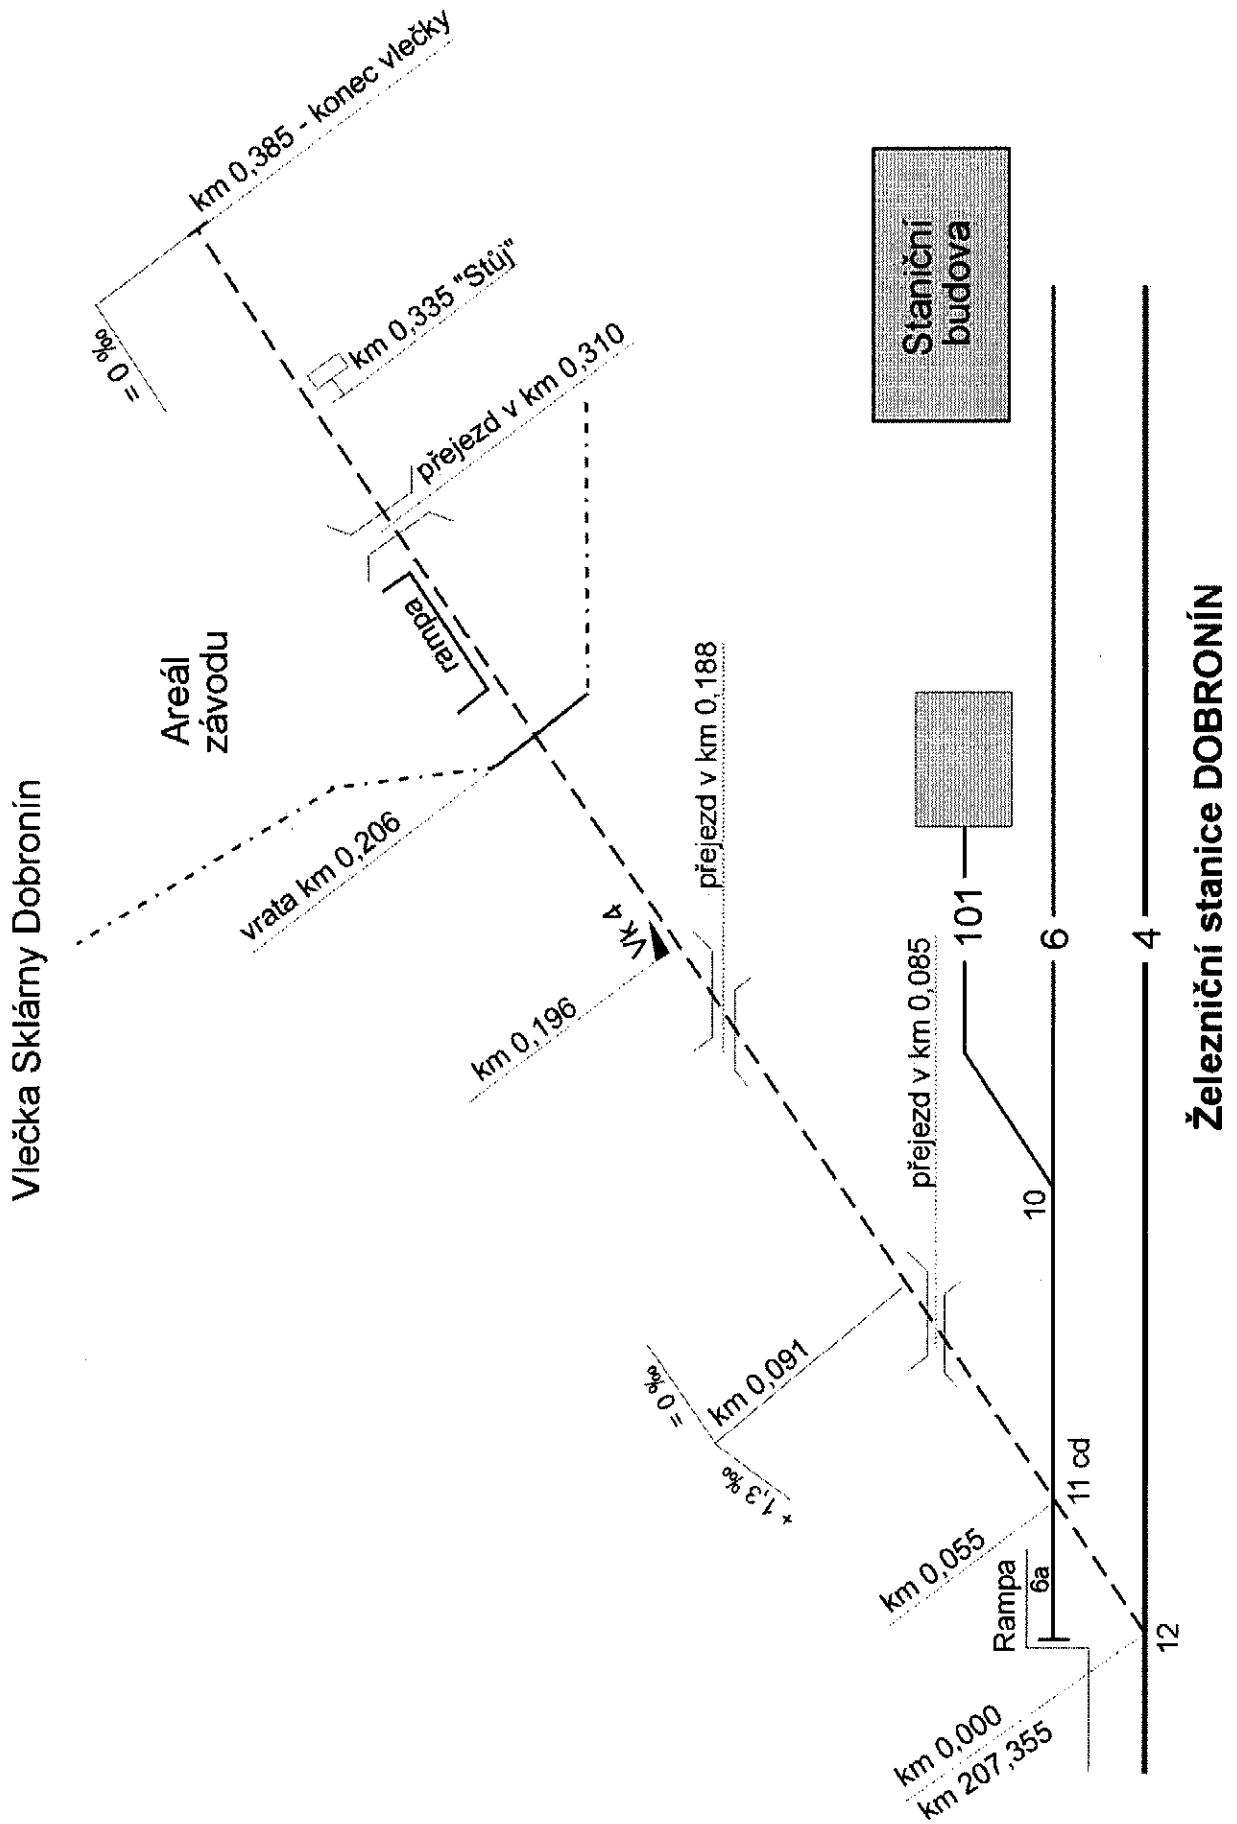 Vlečka Sklárny Dobronín
= 0 ‰
km 0,385 - konec vlečky
km 0,335 "Stůj"
přejezd v km 0,310
rampa
Areál
závodu
vrata km 0,206
Vk 4
km 0,196
přejezd v km 0,188
= 0 ‰
+ 1,3 ‰
km 0,091
přejezd v km 0,085
Staniční
budova
101
10
6
km 0,055
11 cd
Rampa
6a
4
km 0,000
km 207,355
12
Železniční stanice DOBRONÍN